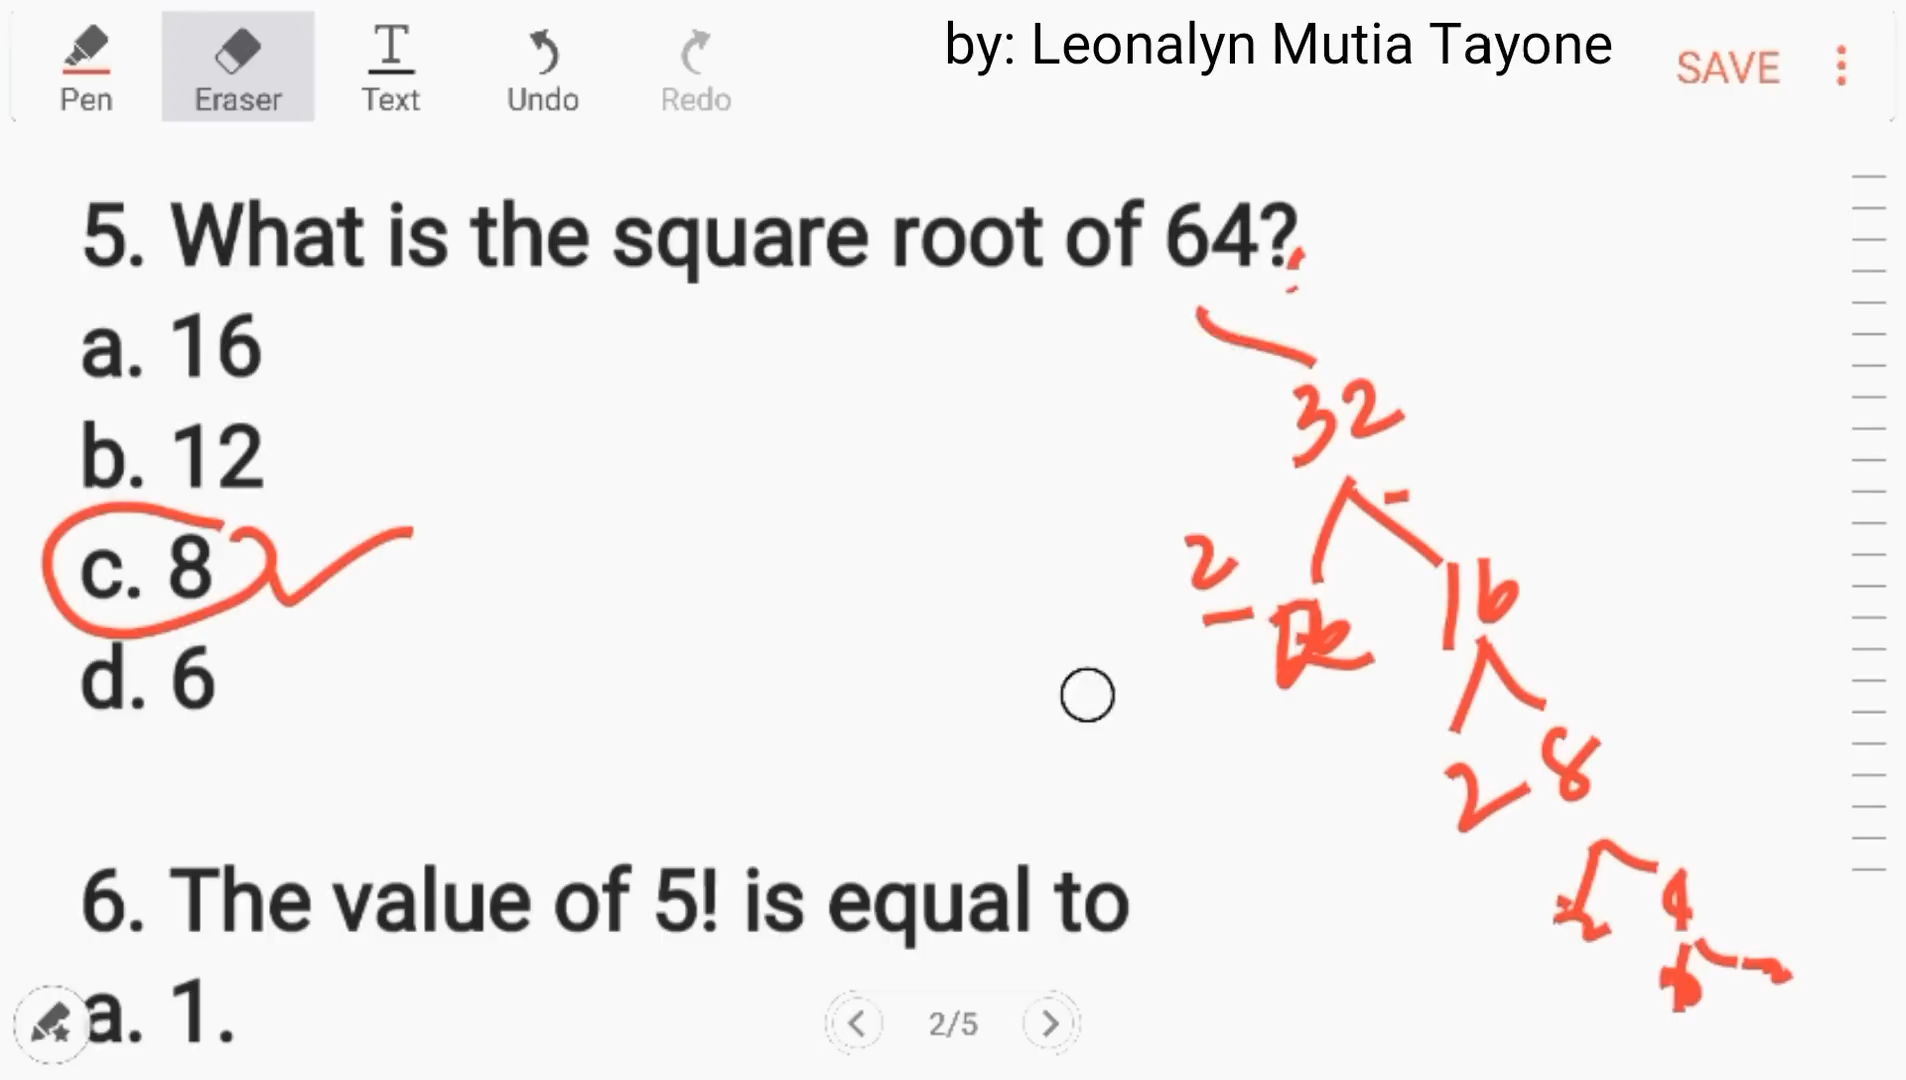 by: Leonalyn Mutia Tayone
SAVE
Pen
Eraser
Text
Undo
Redo
5. What is the square root of 64?
a. 16
b. 12
c. 8
d. 6
32
2
16
2 8
2 4
6. The value of 5! is equal to
a. 1.
2/5